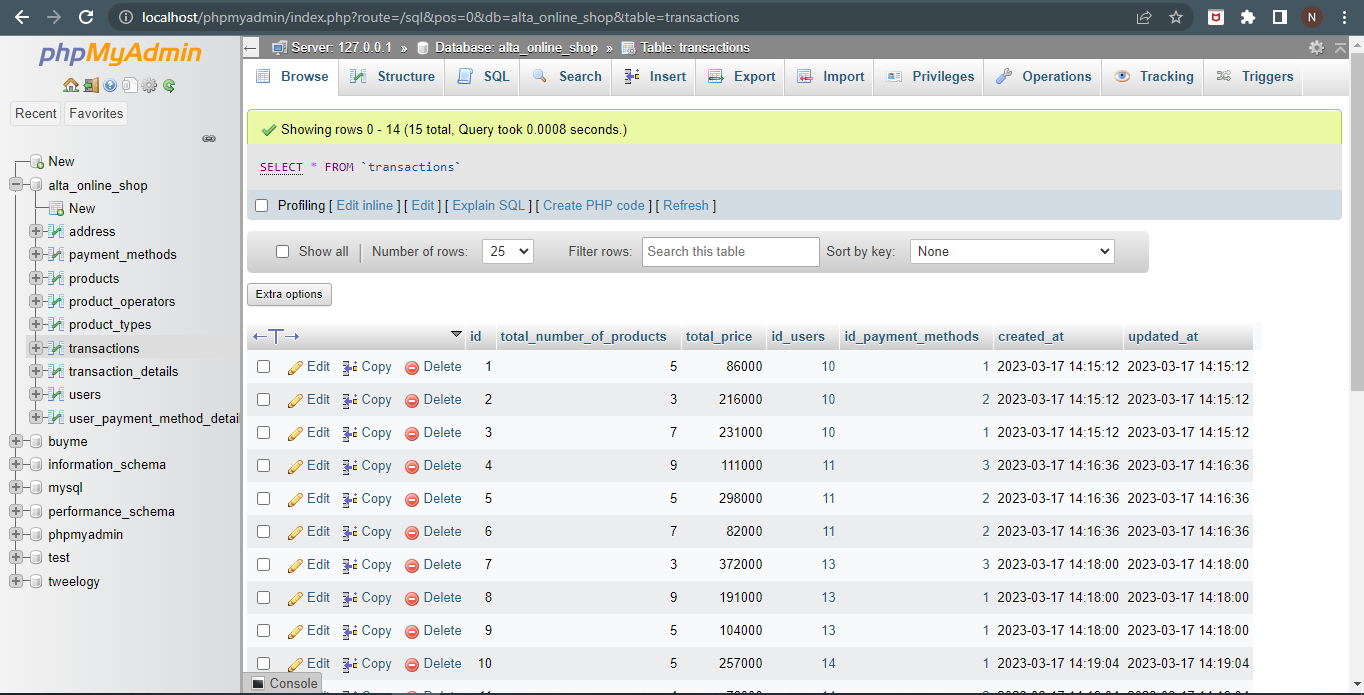 localhost/phpmyadmin/index.php?route=/sql&pos=0&db=alta_online_shop&table=transactions
N
phpMyAdmin
Recent Favorites
New
alta_online_shop
New
address
payment_methods
products
product_operators
product_types
transactions
transaction_details
users
user_payment_method_detai
buyme
information_schema
mysql
performance_schema
phpmyadmin
test
tweelogy
Server: 127.0.0.1 » Database: alta_online_shop » Table: transactions
Browse Structure SQL Search Insert Export Import Privileges Operations Tracking Triggers
Showing rows 0 - 14 (15 total, Query took 0.0008 seconds.)
SELECT * FROM `transactions`
Profiling [ Edit inline ] [ Edit ] [ Explain SQL ] [ Create PHP code ] [ Refresh ]
Show all Number of rows: 25 Filter rows: Search this table Sort by key: None
Extra options
←T→ id total_number_of_products total_price id_users id_payment_methods created_at updated_at
Edit Copy Delete 1 5 86000 10 1 2023-03-17 14:15:12 2023-03-17 14:15:12
Edit Copy Delete 2 3 216000 10 2 2023-03-17 14:15:12 2023-03-17 14:15:12
Edit Copy Delete 3 7 231000 10 1 2023-03-17 14:15:12 2023-03-17 14:15:12
Edit Copy Delete 4 9 111000 11 3 2023-03-17 14:16:36 2023-03-17 14:16:36
Edit Copy Delete 5 5 298000 11 2 2023-03-17 14:16:36 2023-03-17 14:16:36
Edit Copy Delete 6 7 82000 11 2 2023-03-17 14:16:36 2023-03-17 14:16:36
Edit Copy Delete 7 3 372000 13 3 2023-03-17 14:18:00 2023-03-17 14:18:00
Edit Copy Delete 8 9 191000 13 1 2023-03-17 14:18:00 2023-03-17 14:18:00
Edit Copy Delete 9 5 104000 13 1 2023-03-17 14:18:00 2023-03-17 14:18:00
Edit Copy Delete 10 5 257000 14 1 2023-03-17 14:19:04 2023-03-17 14:19:04
Console